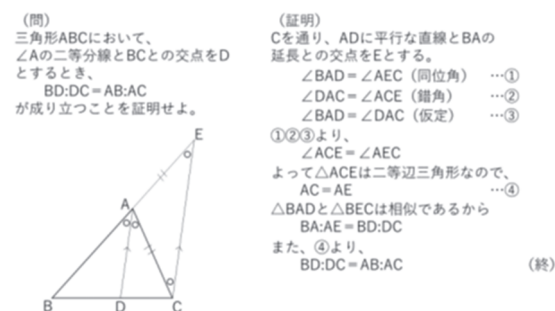 (問)
三角形ABCにおいて、
∠Aの二等分線とBCとの交点をD
とするとき、
BD:DC=AB:AC
が成り立つことを証明せよ。
E
A
B
D
C
(証明)
Cを通り、ADに平行な直線とBAの
延長との交点をEとする。
∠BAD=∠AEC(同位角) …①
∠DAC=∠ACE(錯角) …②
∠BAD=∠DAC(仮定) …③
①②③より、
∠ACE=∠AEC
よって△ACEは二等辺三角形なので、
AC=AE …④
△BADと△BECは相似であるから
BA:AE=BD:DC
また、④より、
BD:DC=AB:AC (終)